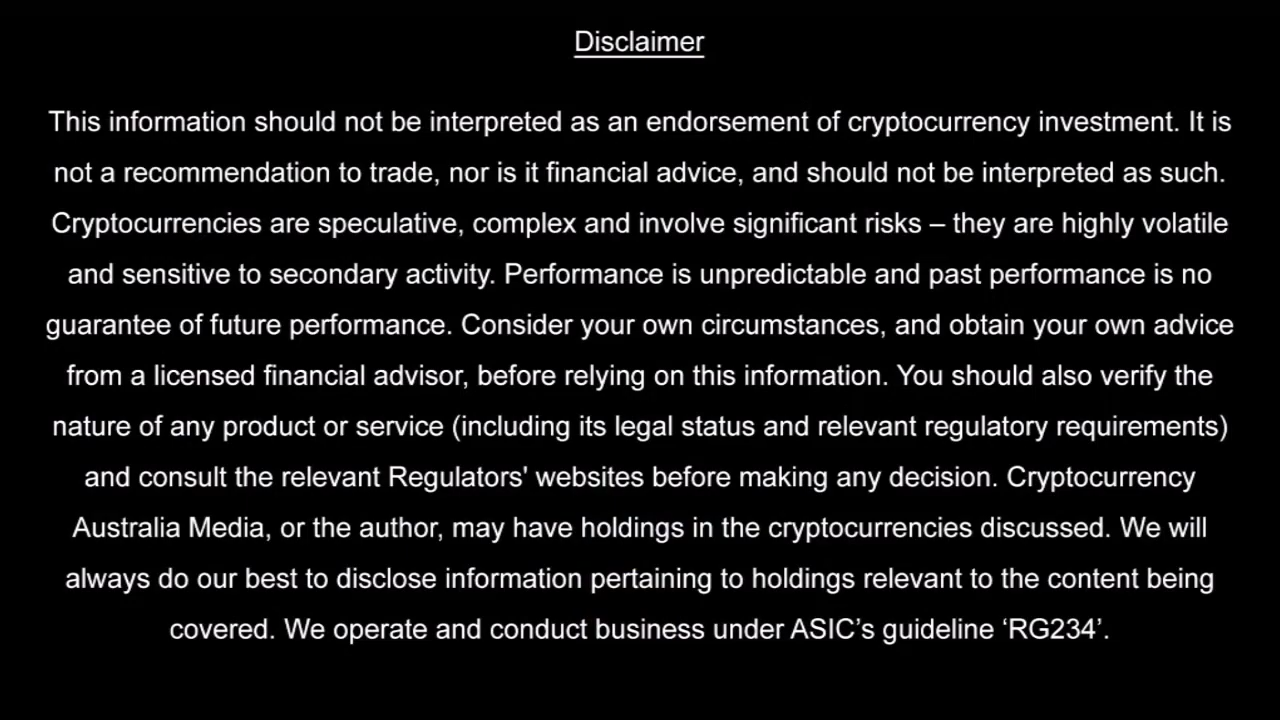 Disclaimer
This information should not be interpreted as an endorsement of cryptocurrency investment. It is
not a recommendation to trade, nor is it financial advice, and should not be interpreted as such.
Cryptocurrencies are speculative, complex and involve significant risks – they are highly volatile
and sensitive to secondary activity. Performance is unpredictable and past performance is no
guarantee of future performance. Consider your own circumstances, and obtain your own advice
from a licensed financial advisor, before relying on this information. You should also verify the
nature of any product or service (including its legal status and relevant regulatory requirements)
and consult the relevant Regulators' websites before making any decision. Cryptocurrency
Australia Media, or the author, may have holdings in the cryptocurrencies discussed. We will
always do our best to disclose information pertaining to holdings relevant to the content being
covered. We operate and conduct business under ASIC’s guideline ‘RG234’.